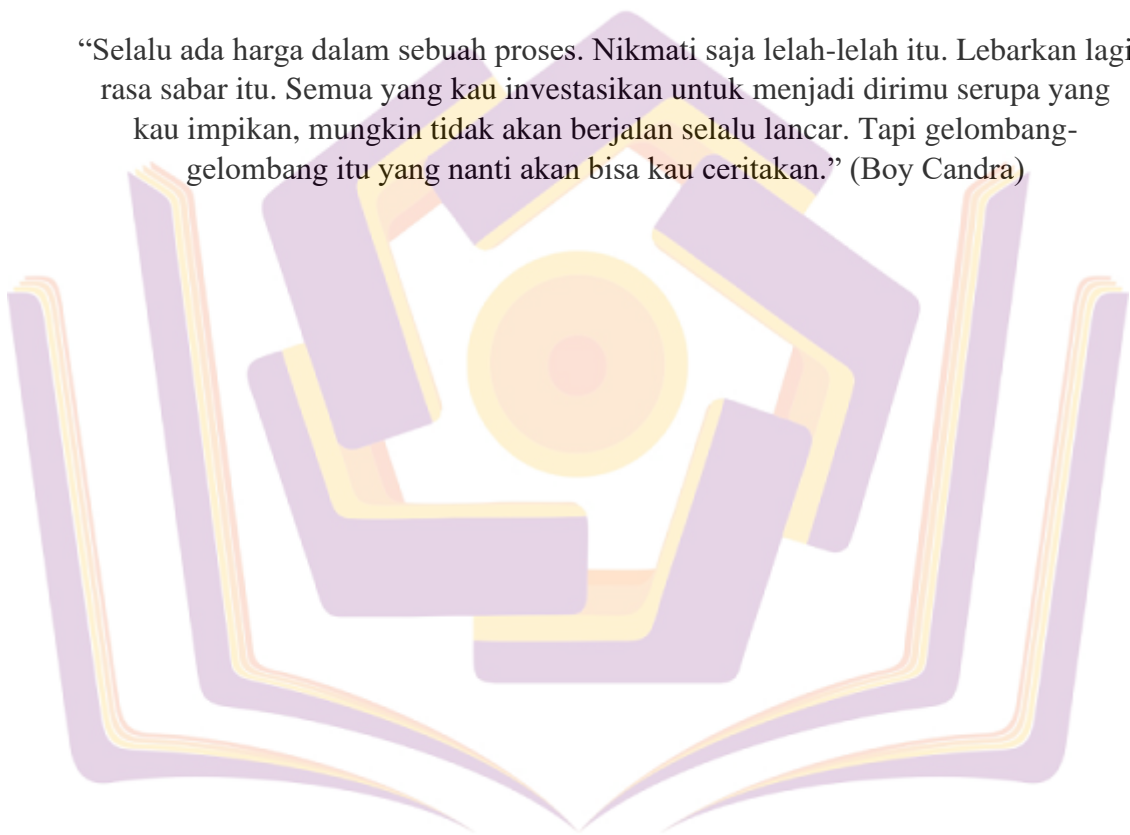 “Selalu ada harga dalam sebuah proses. Nikmati saja lelah-lelah itu. Lebarkan lagi
rasa sabar itu. Semua yang kau investasikan untuk menjadi dirimu serupa yang
kau impikan, mungkin tidak akan berjalan selalu lancar. Tapi gelombang-
gelombang itu yang nanti akan bisa kau ceritakan.” (Boy Candra)